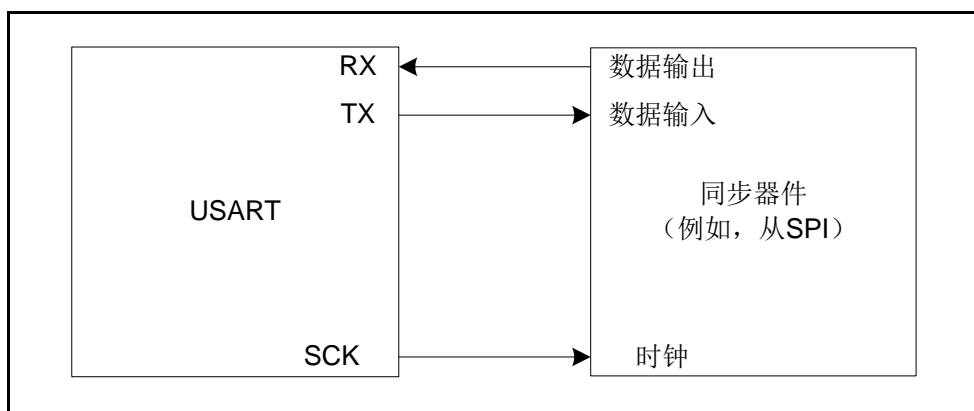 RX
TX
USART
SCK
数据输出
数据输入
同步器件
（例如，从SPI）
时钟